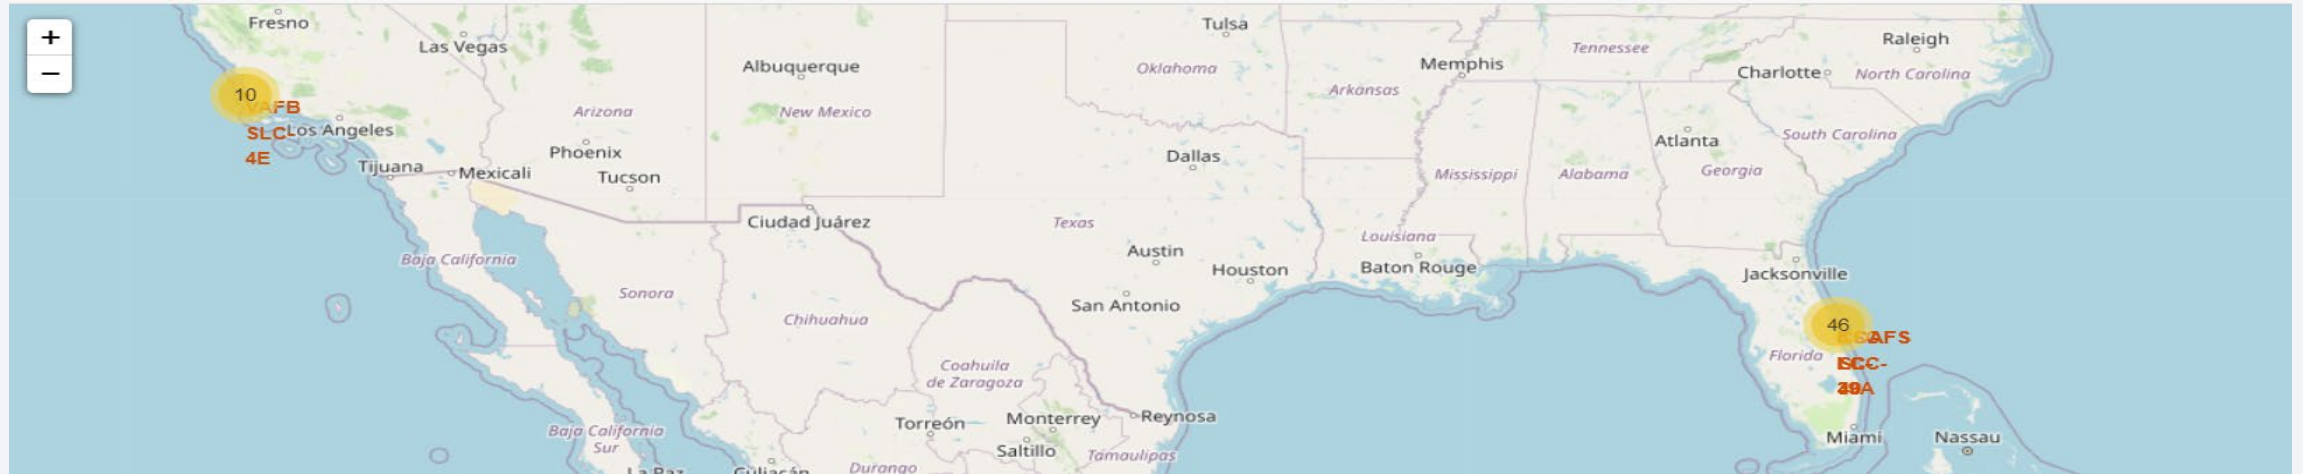 +
−
Fresno
Las Vegas
Albuquerque
Tulsa
Oklahoma
Memphis
Tennessee
Raleigh
Charlotte
North Carolina
Arkansas
10
VAFB
SLC-
4E
Los Angeles
Arizona
New Mexico
Phoenix
Tucson
Tijuana
Mexicali
Dallas
Atlanta
South Carolina
Mississippi
Alabama
Georgia
Ciudad Juárez
Texas
Louisiana
Baja California
Austin
Houston
Baton Rouge
Jacksonville
Sonora
San Antonio
Chihuahua
46
Florida
Coahuila
de Zaragoza
Torreón
Monterrey
Reynosa
Saltillo
Tamaulipas
Baja California
Sur
La Paz
Culiacán
Durango
Miami
Nassau